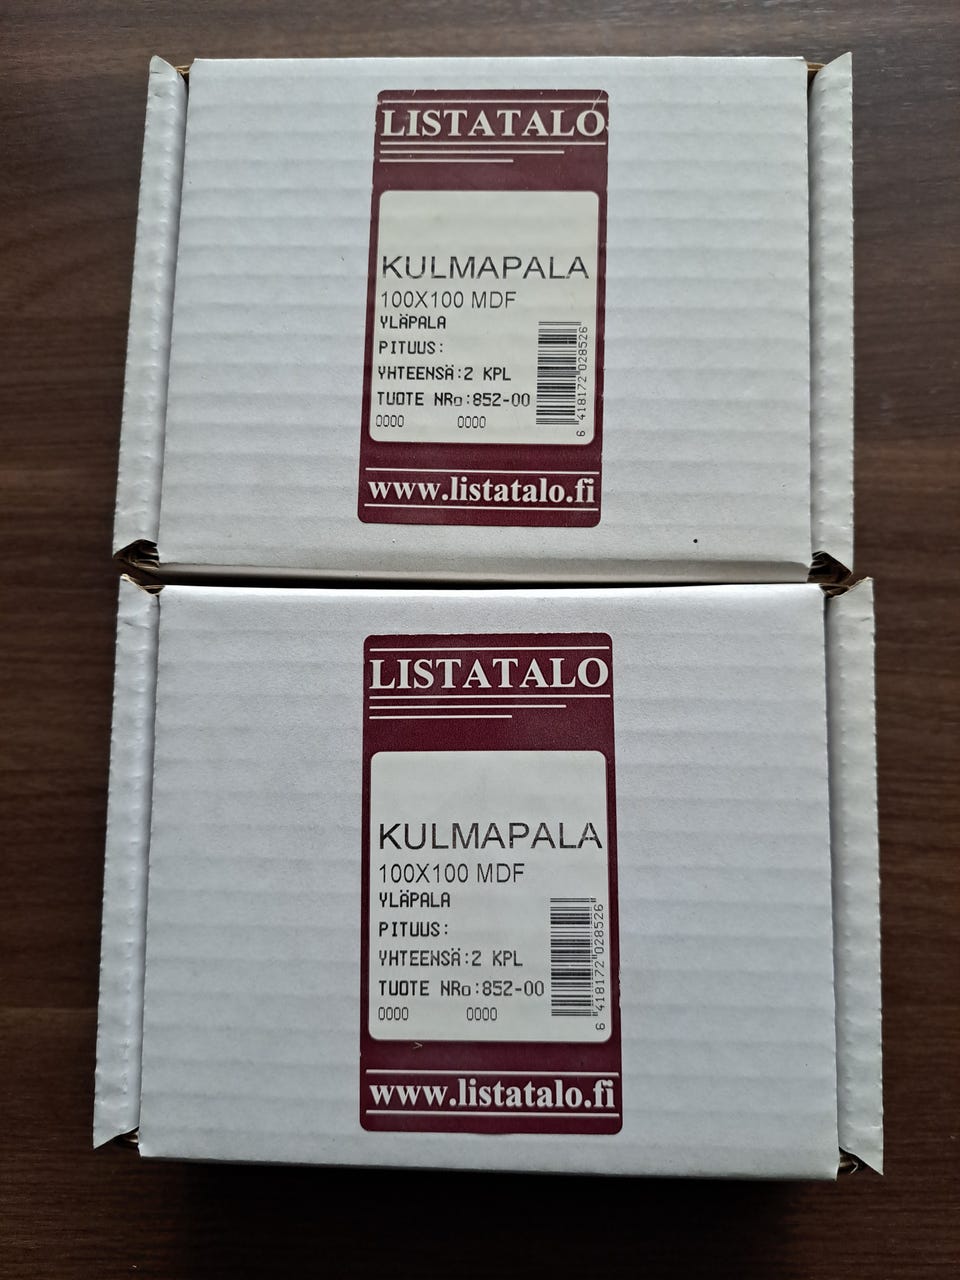 LISTATALO
KULMAPALA
100X100 MDF
YLÄPALA
PITUUS:
YHTEENSÄ:2 KPL
TUOTE NRo:852-00
0000 0000
6 418172 028526
www.listatalo.fi
LISTATALO
KULMAPALA
100X100 MDF
YLÄPALA
PITUUS:
YHTEENSÄ:2 KPL
TUOTE NRo:852-00
0000 0000
6 418172 028526
www.listatalo.fi